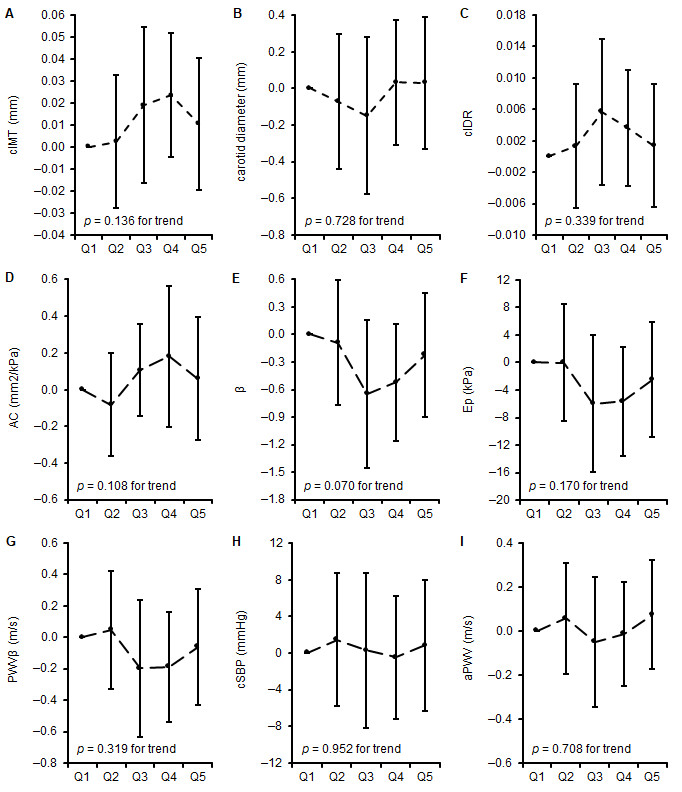 A
cIMT (mm)
0.06
0.05
0.04
0.03
0.02
0.01
0.00
−0.01
−0.02
−0.03
−0.04
p = 0.136 for trend
Q1 Q2 Q3 Q4 Q5
B
carotid diameter (mm)
0.4
0.2
0.0
−0.2
−0.4
−0.6
−0.8
p = 0.728 for trend
Q1 Q2 Q3 Q4 Q5
C
cIDR
0.018
0.014
0.010
0.006
0.002
−0.002
−0.006
−0.010
p = 0.339 for trend
Q1 Q2 Q3 Q4 Q5
D
AC (mm2/kPa)
0.6
0.4
0.2
0.0
−0.2
−0.4
−0.6
p = 0.108 for trend
Q1 Q2 Q3 Q4 Q5
E
β
0.6
0.3
0.0
−0.3
−0.6
−0.9
−1.2
−1.5
−1.8
p = 0.070 for trend
Q1 Q2 Q3 Q4 Q5
F
Ep (kPa)
12
8
4
0
−4
−8
−12
−16
−20
p = 0.170 for trend
Q1 Q2 Q3 Q4 Q5
G
PWVβ (m/s)
0.6
0.4
0.2
0.0
−0.2
−0.4
−0.6
−0.8
p = 0.319 for trend
Q1 Q2 Q3 Q4 Q5
H
cSBP (mmHg)
12
8
4
0
−4
−8
−12
p = 0.952 for trend
Q1 Q2 Q3 Q4 Q5
I
aPWV (m/s)
0.4
0.2
0.0
−0.2
−0.4
−0.6
p = 0.708 for trend
Q1 Q2 Q3 Q4 Q5